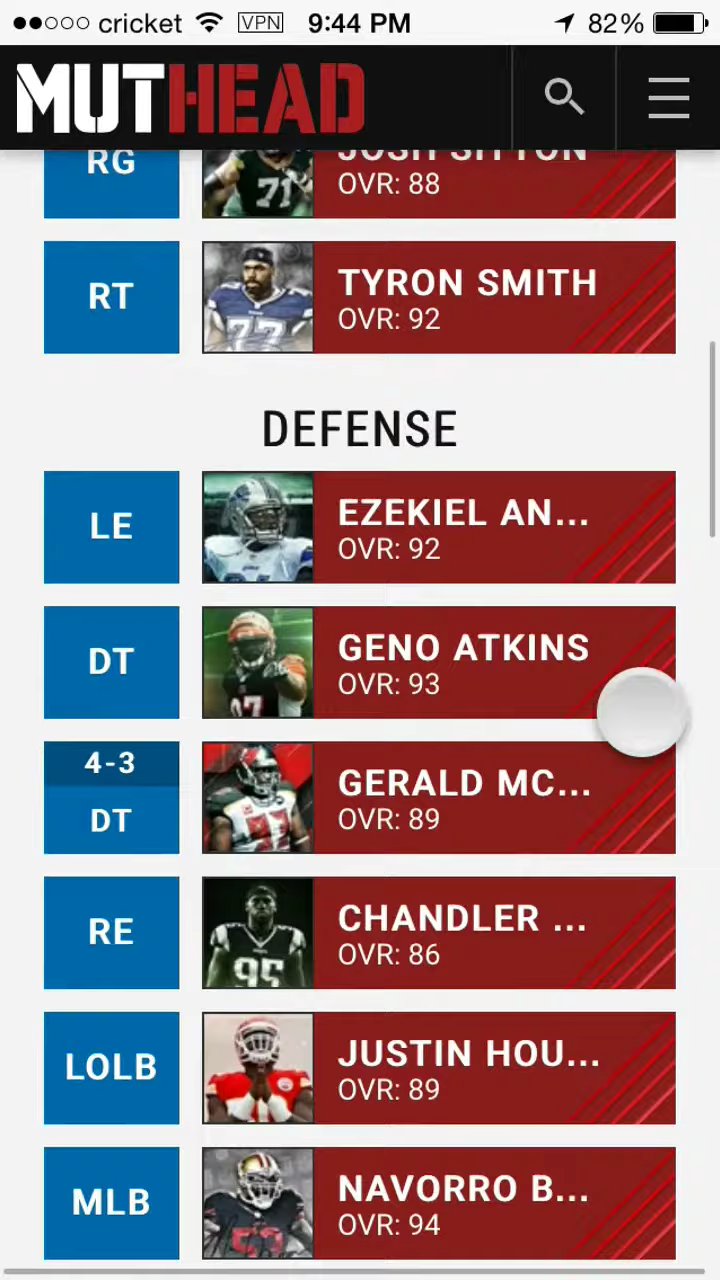 cricket VPN 9:44 PM 82%
MUTHEAD
RG
JOSH SITTON
OVR: 88
RT
TYRON SMITH
OVR: 92
DEFENSE
LE
EZEKIEL AN...
OVR: 92
DT
GENO ATKINS
OVR: 93
4-3
DT
GERALD MC...
OVR: 89
RE
CHANDLER ...
OVR: 86
LOLB
JUSTIN HOU...
OVR: 89
MLB
NAVORRO B...
OVR: 94